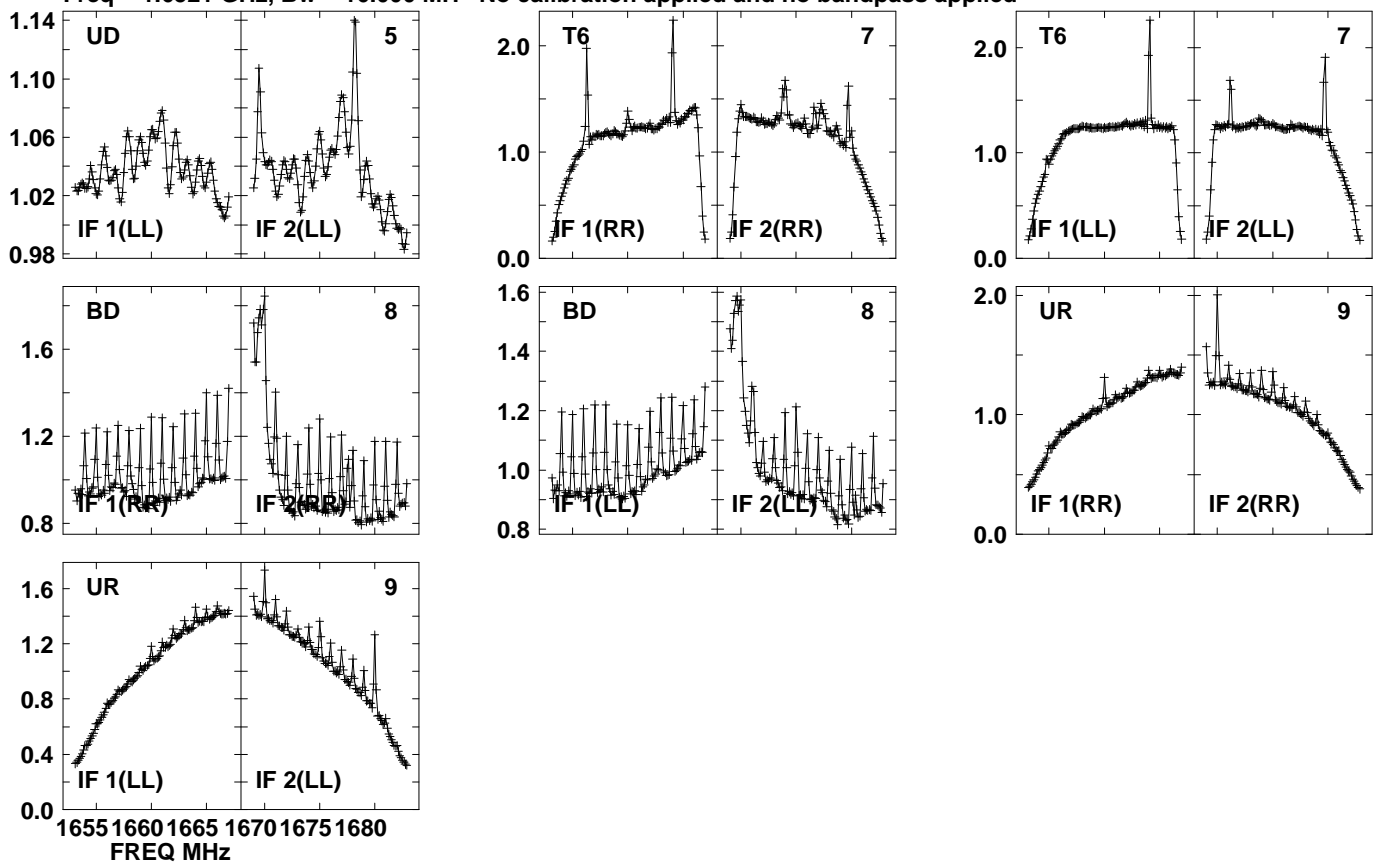 No calibration applied and no bandpass applied
UD 5
1.14
1.10
1.06
1.02
0.98
IF 1(LL) IF 2(LL)
T6 7
2.0
1.0
0.0
IF 1(RR) IF 2(RR)
T6 7
2.0
1.0
0.0
IF 1(LL) IF 2(LL)
BD 8
1.6
1.2
0.8
IF 1(RR) IF 2(RR)
BD 8
1.6
1.4
1.2
1.0
0.8
IF 1(LL) IF 2(LL)
UR 9
2.0
1.0
0.0
IF 1(RR) IF 2(RR)
UR 9
1.6
1.2
0.8
0.4
0.0
IF 1(LL) IF 2(LL)
1655 1660 1665 1670 1675 1680
FREQ MHz